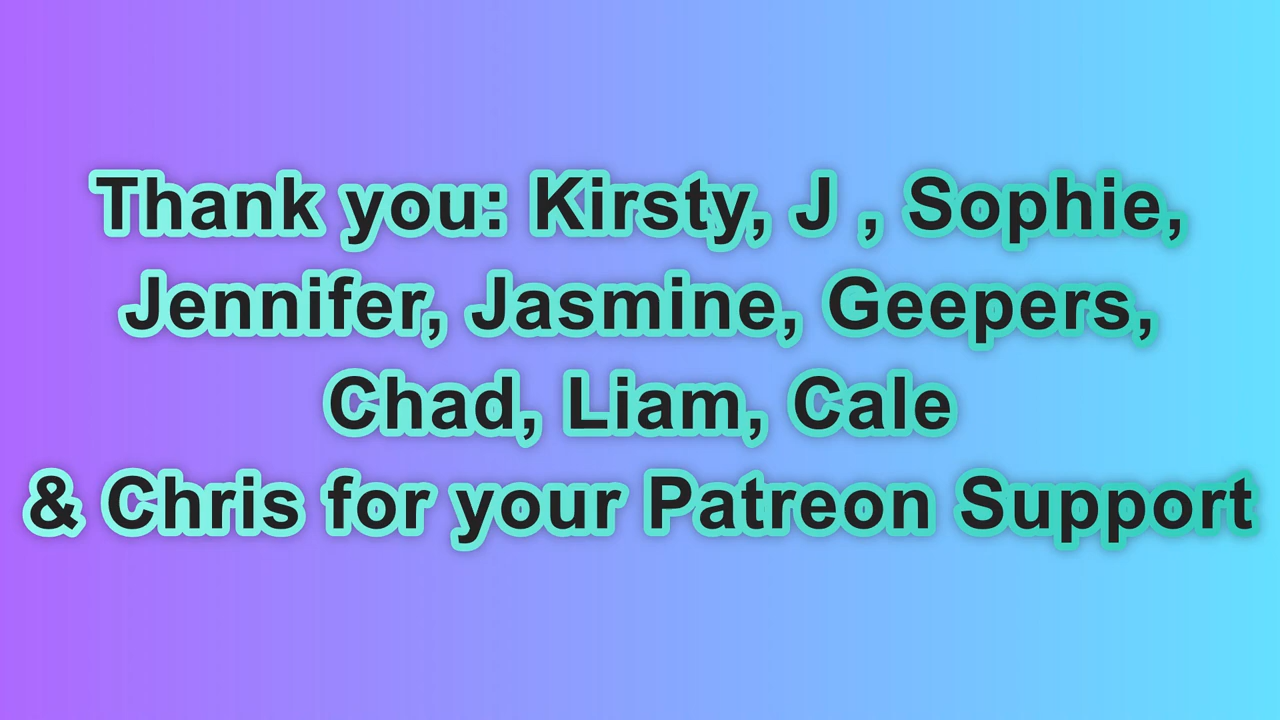 Thank you: Kirsty, J , Sophie,
Jennifer, Jasmine, Geepers,
Chad, Liam, Cale
& Chris for your Patreon Support